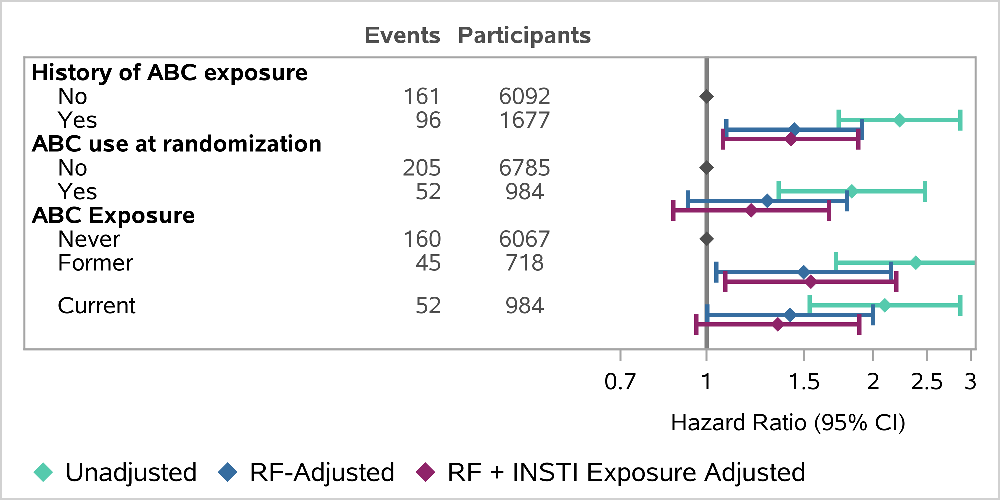 Events Participants
History of ABC exposure
No 161 6092
Yes 96 1677
ABC use at randomization
No 205 6785
Yes 52 984
ABC Exposure
Never 160 6067
Former 45 718
Current 52 984
0.7 1 1.5 2 2.5 3
Hazard Ratio (95% CI)
Unadjusted RF-Adjusted RF + INSTI Exposure Adjusted